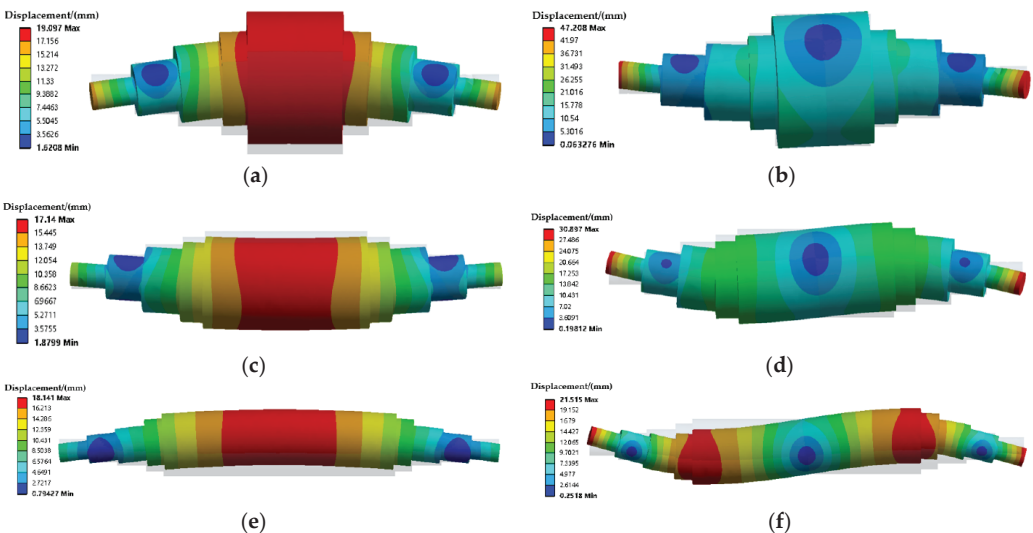 Displacement/(mm)
19.097 Max
17.156
15.214
13.272
11.33
9.3882
7.4463
5.5045
3.5626
1.6208 Min
(a)
Displacement/(mm)
47.208 Max
41.97
36.731
31.493
26.255
21.016
15.778
10.54
5.3016
0.063276 Min
(b)
Displacement/(mm)
17.14 Max
15.445
13.749
12.054
10.358
8.6623
6.9667
5.2711
3.5755
1.8799 Min
(c)
Displacement/(mm)
30.897 Max
27.486
24.075
20.664
17.253
13.842
10.431
7.02
3.6091
0.19812 Min
(d)
Displacement/(mm)
18.141 Max
16.213
14.286
12.359
10.431
8.5038
6.5764
4.6491
2.7217
0.79427 Min
(e)
Displacement/(mm)
21.515 Max
19.152
1679
14.427
12.065
9.7021
7.3395
4.977
2.6144
0.2518 Min
(f)